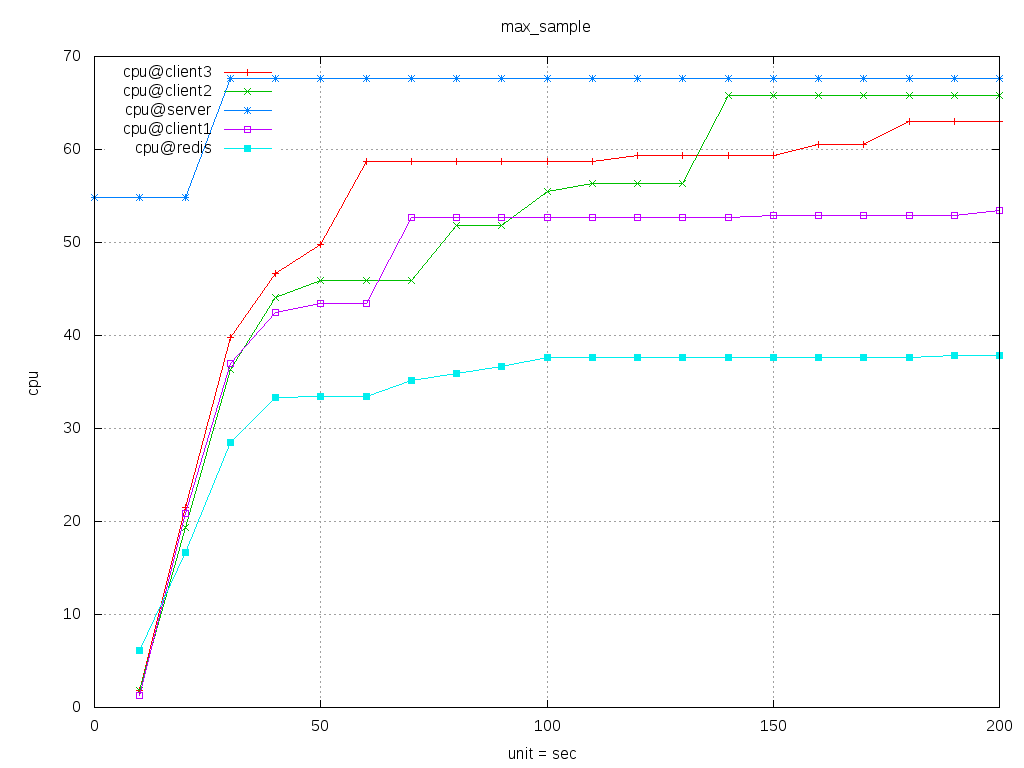 max_sample
70
cpu@client3
cpu@client2
cpu@server
cpu@client1
cpu@redis
60
50
40
cpu
30
20
10
0
0 50 100 150 200
unit = sec